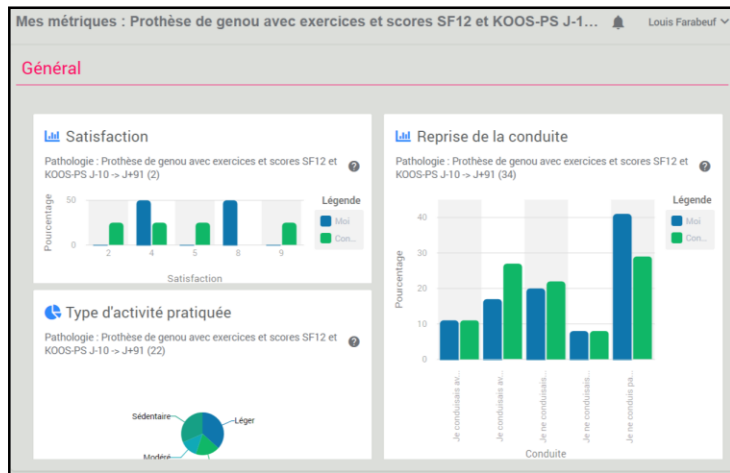 Mes métriques : Prothèse de genou avec exercices et scores SF12 et KOOS-PS J-1...
Louis Farabeuf
Général
Satisfaction
Pathologie : Prothèse de genou avec exercices et scores SF12 et
KOOS-PS J-10 -> J+91 (2)
?
Pourcentage
50
0
2 4 5 8 9
Satisfaction
Légende
Moi
Con...
Type d'activité pratiquée
Pathologie : Prothèse de genou avec exercices et scores SF12 et
KOOS-PS J-10 -> J+91 (22)
?
Sédentaire
Léger
Modéré
Reprise de la conduite
Pathologie : Prothèse de genou avec exercices et scores SF12 et
KOOS-PS J-10 -> J+91 (34)
?
Pourcentage
40
30
20
10
0
Je conduisais av...
Je conduisais av...
Je ne conduisais...
Je ne conduisais...
Je ne conduis pa...
Conduite
Légende
Moi
Con...